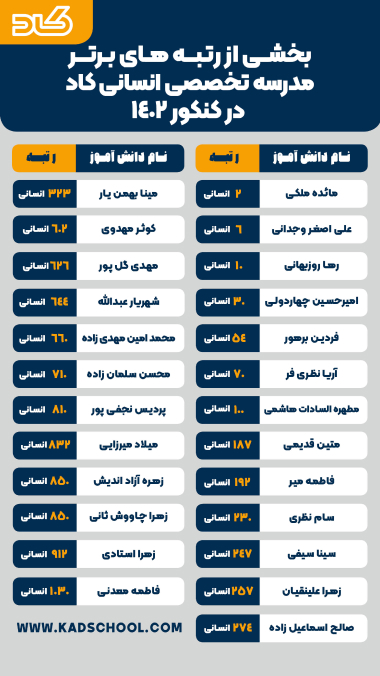 کاد
بخشی از رتبه های برتر
مدرسه تخصصی انسانی کاد
در کنکور ۱۴۰۲
نام دانش آموز رتبه
مائده ملکی ۲ انسانی
علی اصغر وجدانی ۶ انسانی
رها روزبهانی ۱۰ انسانی
امیرحسین چهاردولی ۳۰ انسانی
فردین برهور ۵۴ انسانی
آریا نظری فر ۷۰ انسانی
مطهره السادات هاشمی ۱۰۰ انسانی
متین قدیمی ۱۸۷ انسانی
فاطمه میر ۱۹۲ انسانی
سام نظری ۲۳۰ انسانی
سینا سیفی ۲۴۷ انسانی
زهرا علینقیان ۲۵۷ انسانی
صالح اسماعیل زاده ۲۷۴ انسانی
نام دانش آموز رتبه
مینا بهمن یار ۳۲۳ انسانی
کوثر مهدوی ۶۰۲ انسانی
مهدی گل پور ۶۲۶ انسانی
شهریار عبدالله ۶۴۴ انسانی
محمد امین مهدی زاده ۶۶۰ انسانی
محسن سلمان زاده ۷۱۰ انسانی
پردیس نجفی پور ۸۱۰ انسانی
میلاد میرزایی ۸۳۲ انسانی
زهره آزاد اندیش ۸۵۰ انسانی
زهرا چاووش ثانی ۸۵۰ انسانی
زهرا استادی ۹۱۲ انسانی
فاطمه معدنی ۱۰۳۰ انسانی
WWW.KADSCHOOL.COM